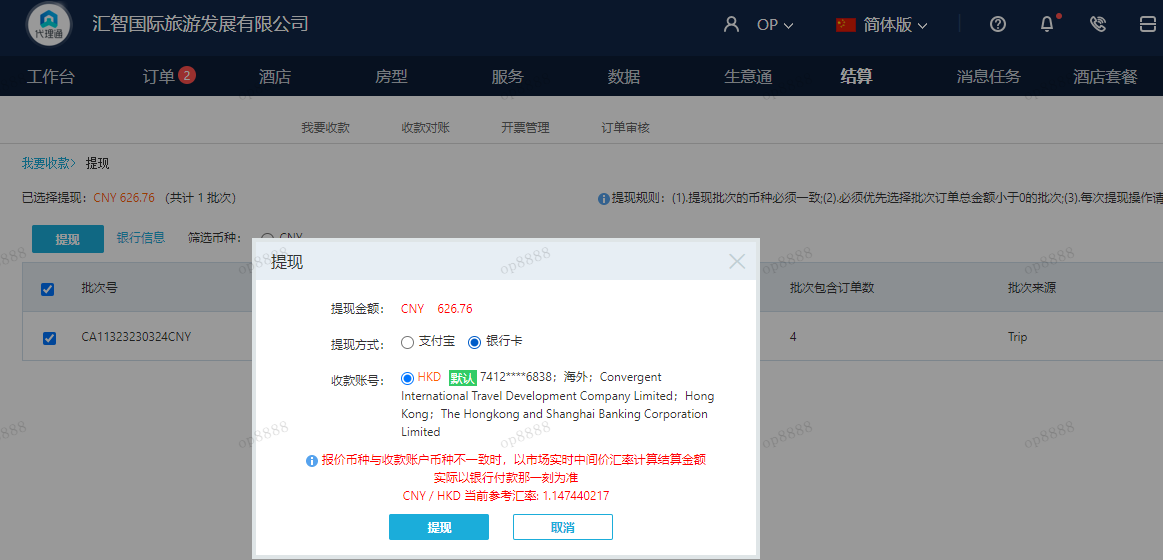 代理通
汇智国际旅游发展有限公司
OP
简体版
工作台
订单 2
酒店
房型
服务
数据
生意通
结算
消息任务
酒店套餐
我要收款
收款对账
开票管理
订单审核
我要收款> 提现
已选择提现: CNY 626.76 (共计 1 批次)
提现规则: (1).提现批次的币种必须一致;(2).必须优先选择批次订单总金额小于0的批次;(3).每次提现操作请
提现
银行信息
筛选币种:
CNY
批次号
批次包含订单数
批次来源
CA11323230324CNY
4
Trip
提现
提现金额: CNY 626.76
提现方式: 支付宝 银行卡
收款账号: HKD 默认 7412****6838; 海外; Convergent
International Travel Development Company Limited; Hong
Kong; The Hongkong and Shanghai Banking Corporation
Limited
报价币种与收款账户币种不一致时, 以市场实时中间价汇率计算结算金额
实际以银行付款那一刻为准
CNY / HKD 当前参考汇率: 1.147440217
提现
取消
op8888
op8888
op8888
op8888
op8888
op8888
op8888
op8888